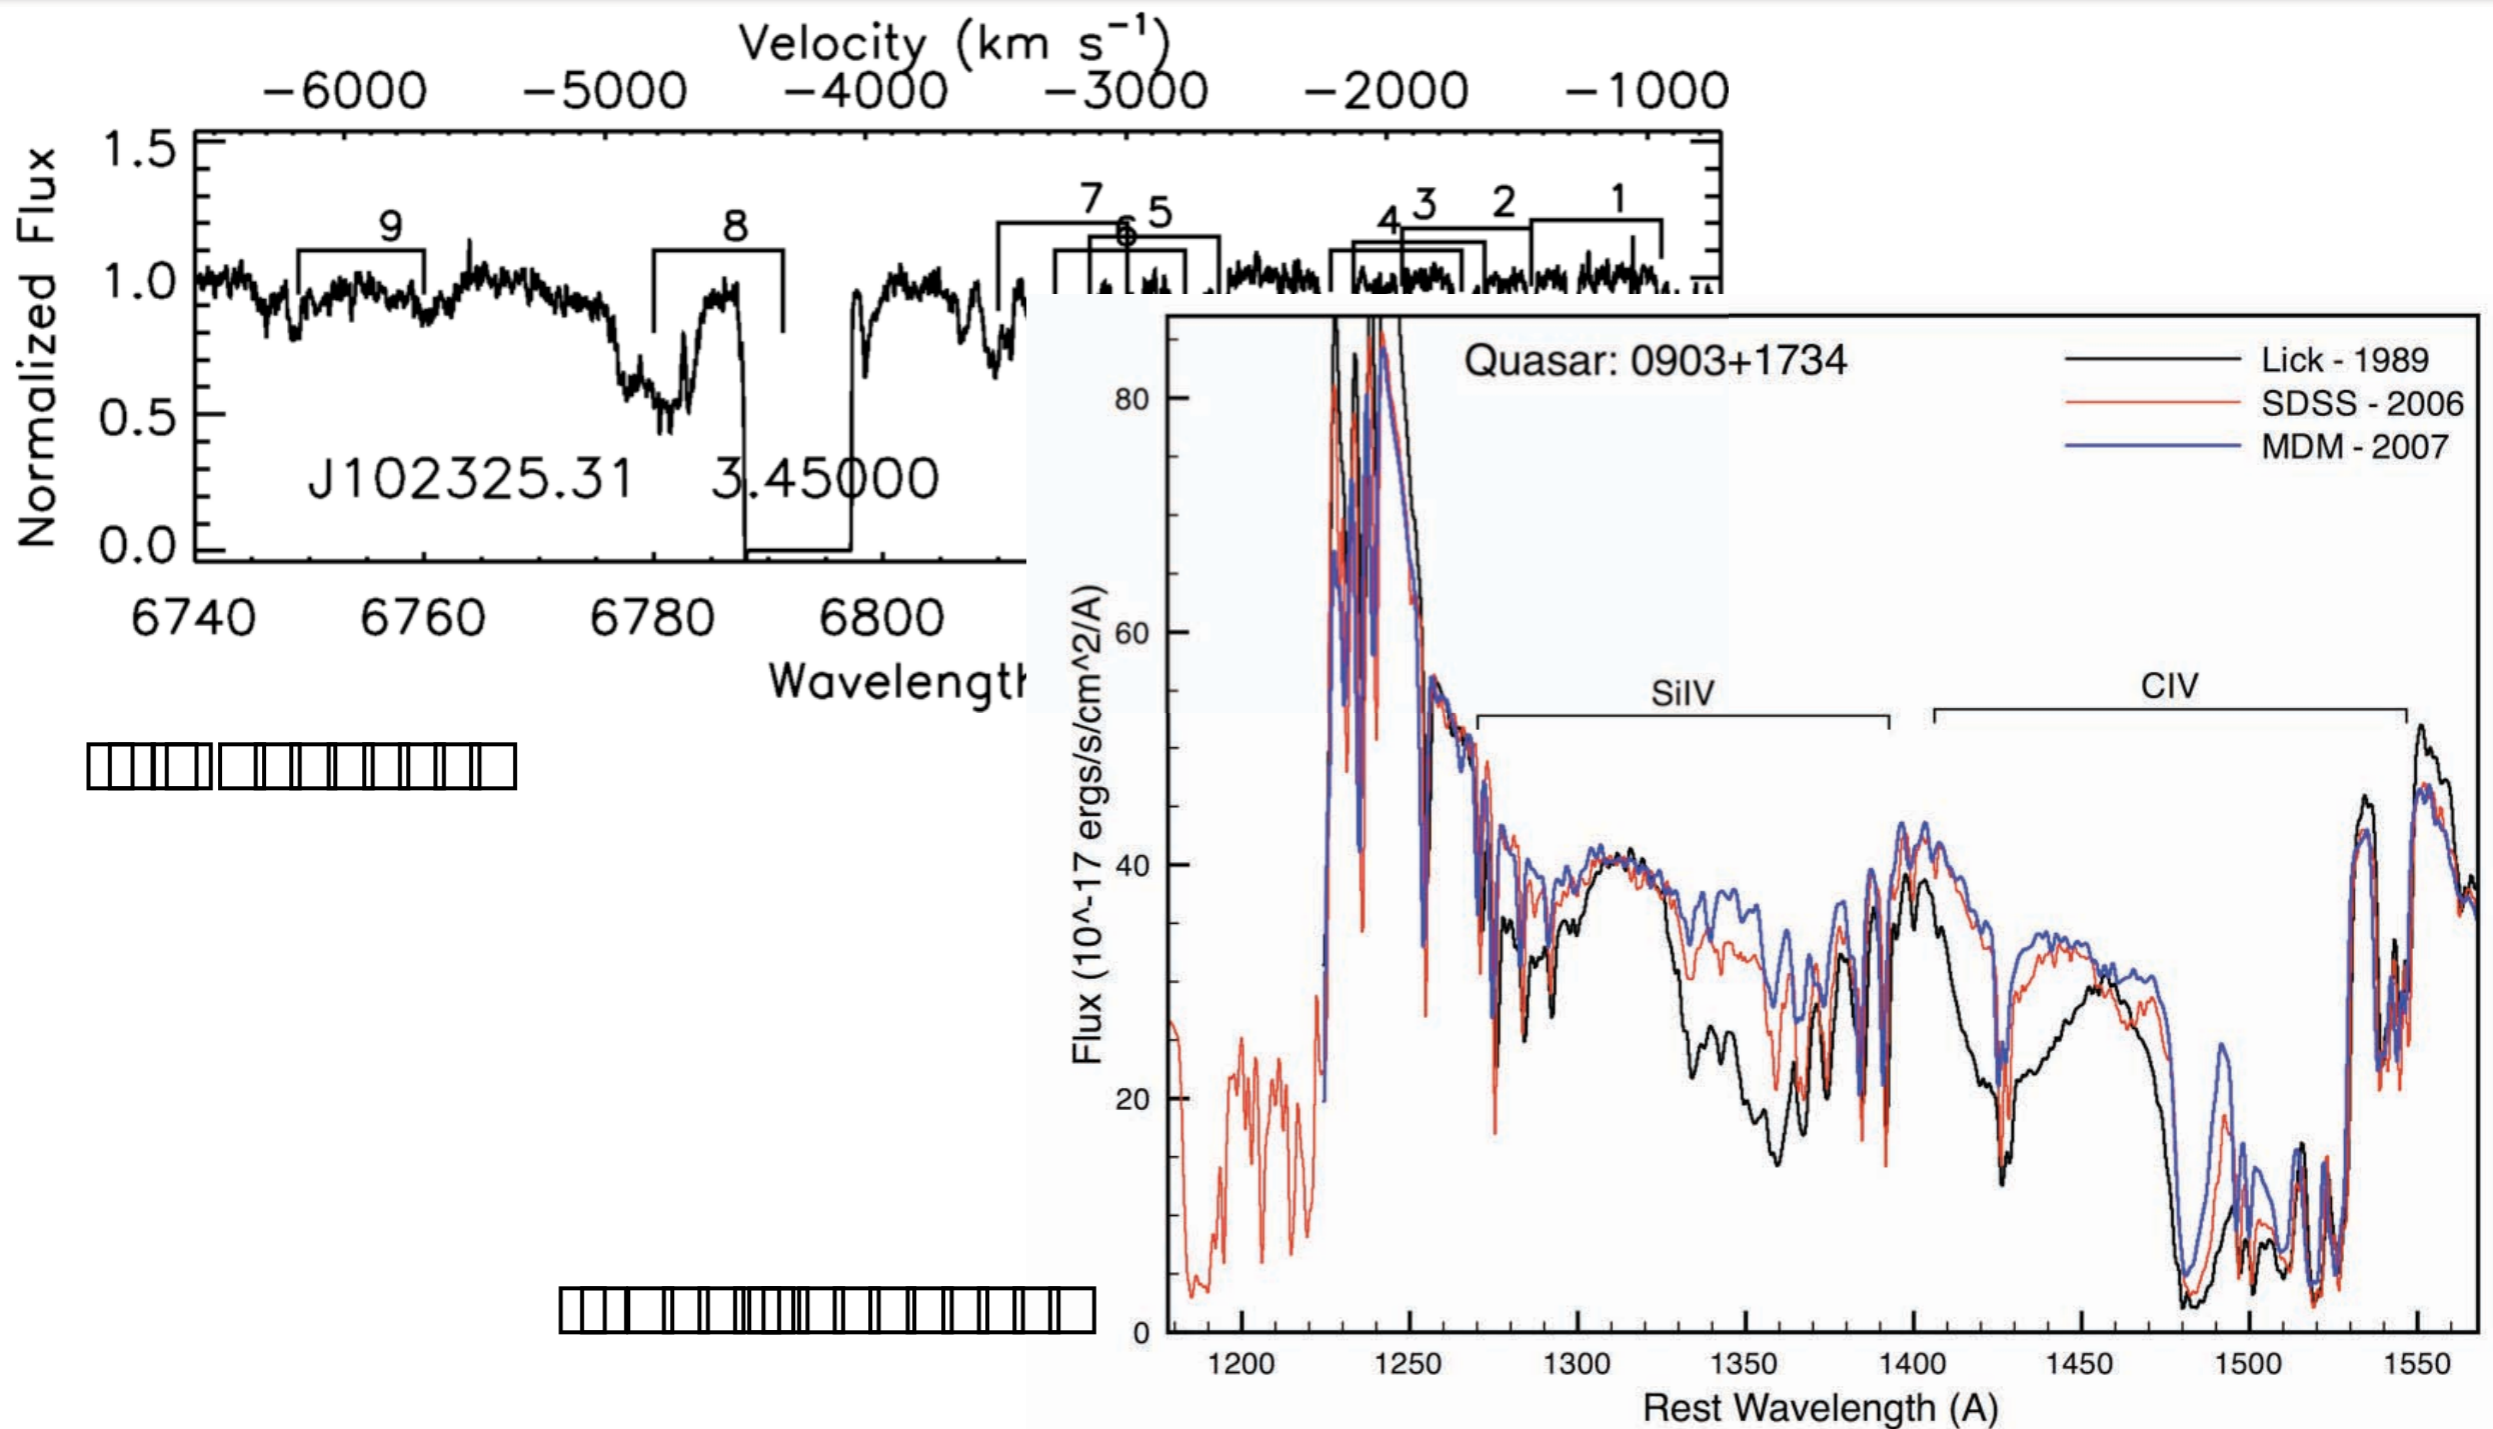 Velocity (km s⁻¹)
−6000 −5000 −4000 −3000 −2000 −1000
Normalized Flux
1.5
1.0
0.5
0.0
9 8 7 6 5 4 3 2 1
J102325.31 3.45000
6740 6760 6780 6800
Wavelength
Quasar: 0903+1734
Lick - 1989
SDSS - 2006
MDM - 2007
SiIV
CIV
Flux (10^-17 ergs/s/cm^2/A)
80
60
40
20
0
1200 1250 1300 1350 1400 1450 1500 1550
Rest Wavelength (A)